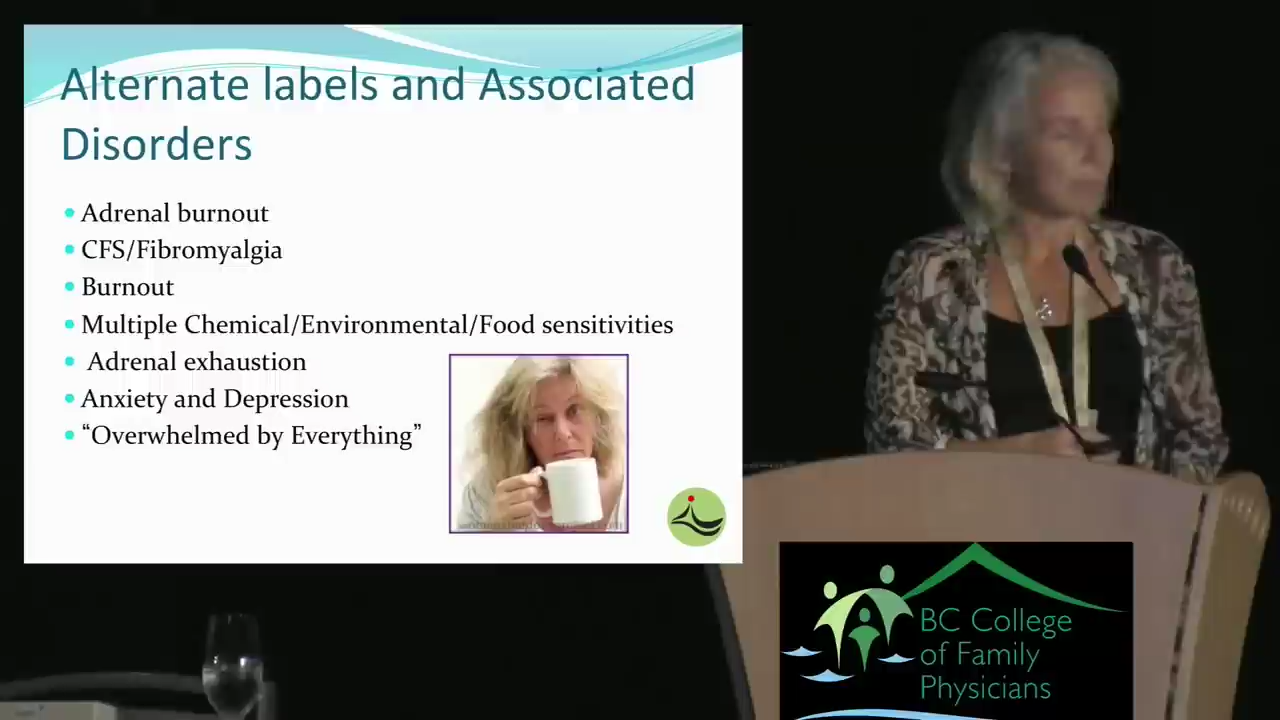 Alternate labels and Associated
Disorders
• Adrenal burnout
• CFS/Fibromyalgia
• Burnout
• Multiple Chemical/Environmental/Food sensitivities
• Adrenal exhaustion
• Anxiety and Depression
• “Overwhelmed by Everything”
BC College
of Family
Physicians